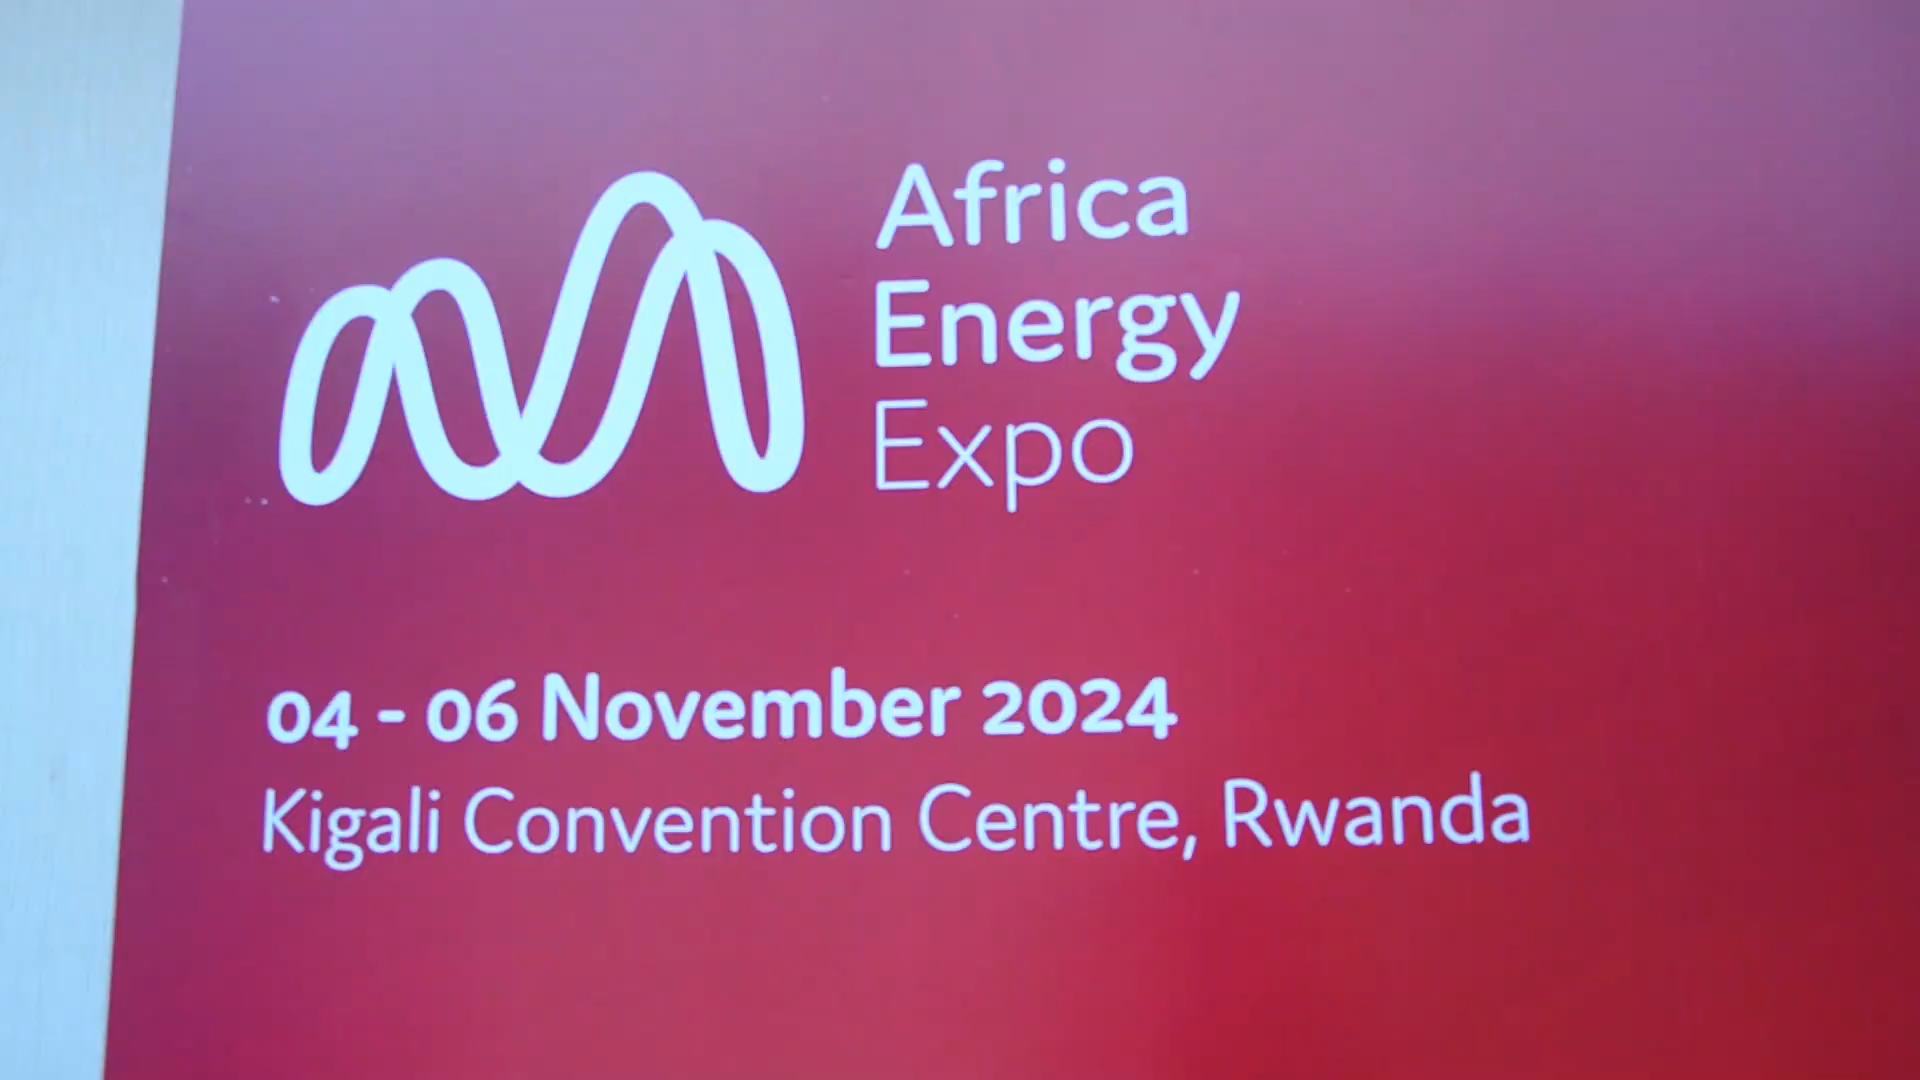 Africa
Energy
Expo
04 - 06 November 2024
Kigali Convention Centre, Rwanda